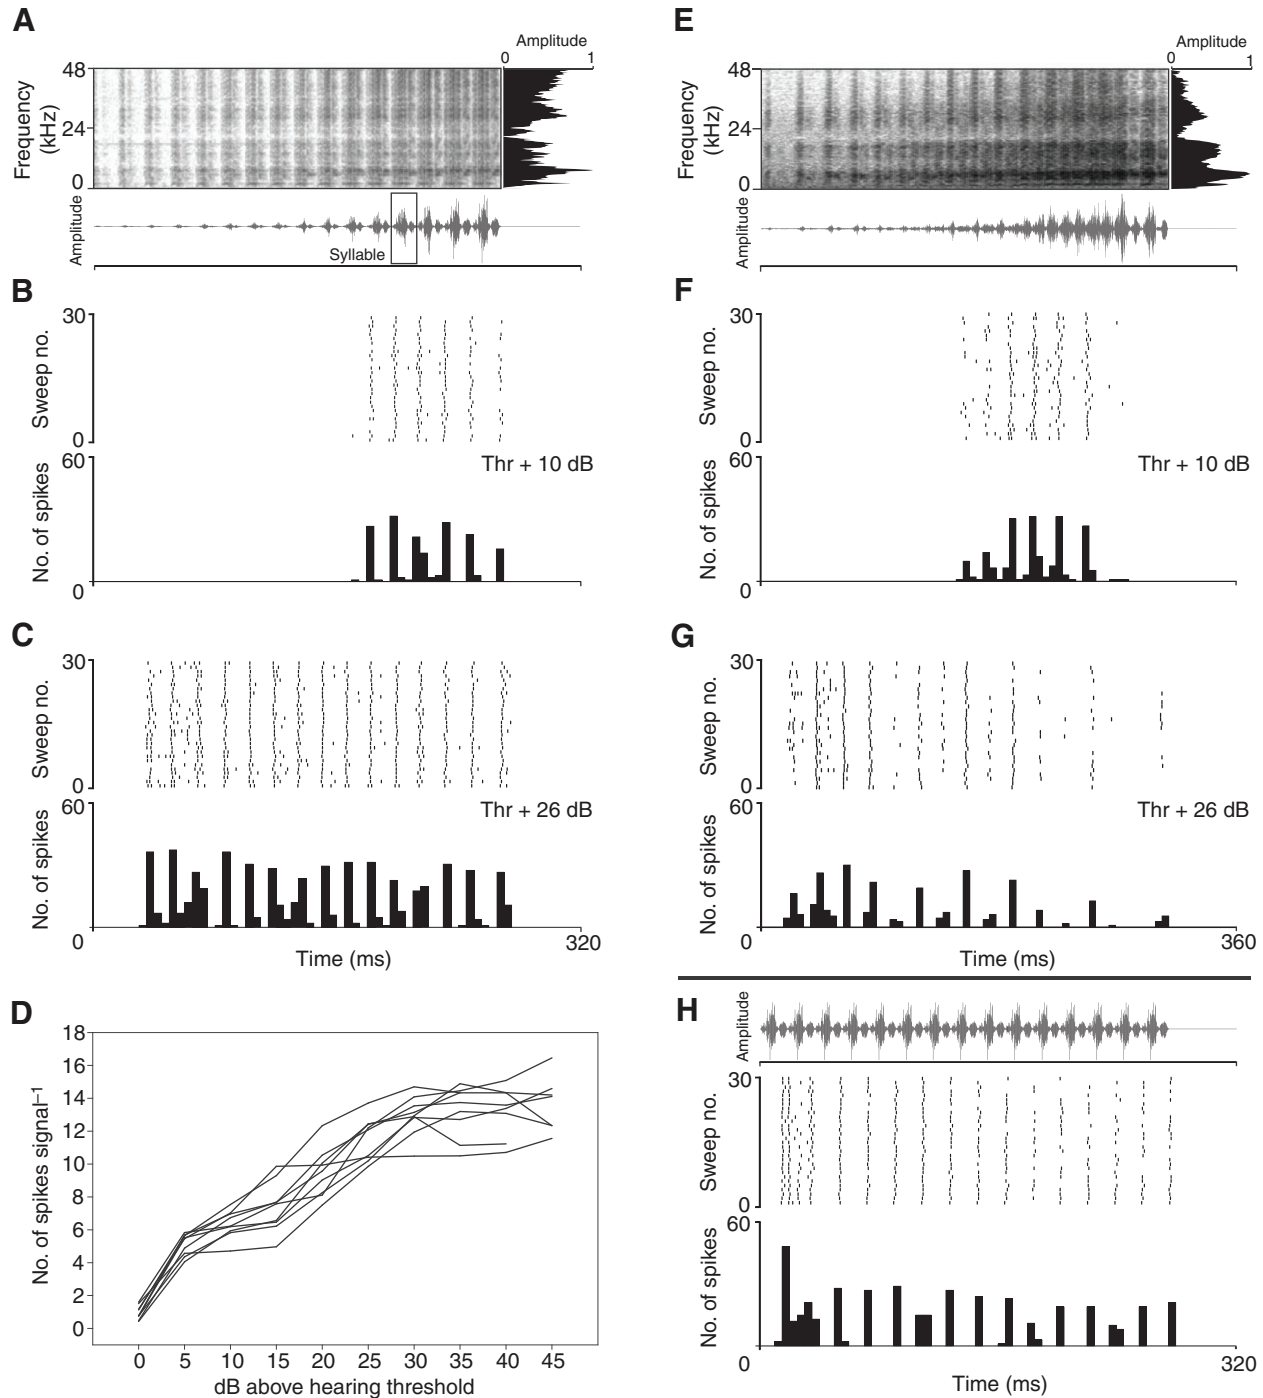 A
Amplitude
0 1
48
24
0
Frequency
(kHz)
Amplitude
Syllable
B
30
0
Sweep no.
60
0
No. of spikes
Thr + 10 dB
C
30
0
Sweep no.
60
0
No. of spikes
Thr + 26 dB
320
Time (ms)
D
18
16
14
12
10
8
6
4
2
0
No. of spikes signal–1
0 5 10 15 20 25 30 35 40 45
dB above hearing threshold
E
Amplitude
0 1
48
24
0
Frequency
(kHz)
Amplitude
F
30
0
Sweep no.
60
0
No. of spikes
Thr + 10 dB
G
30
0
Sweep no.
60
0
No. of spikes
Thr + 26 dB
360
Time (ms)
H
Amplitude
30
0
Sweep no.
60
0
No. of spikes
320
Time (ms)